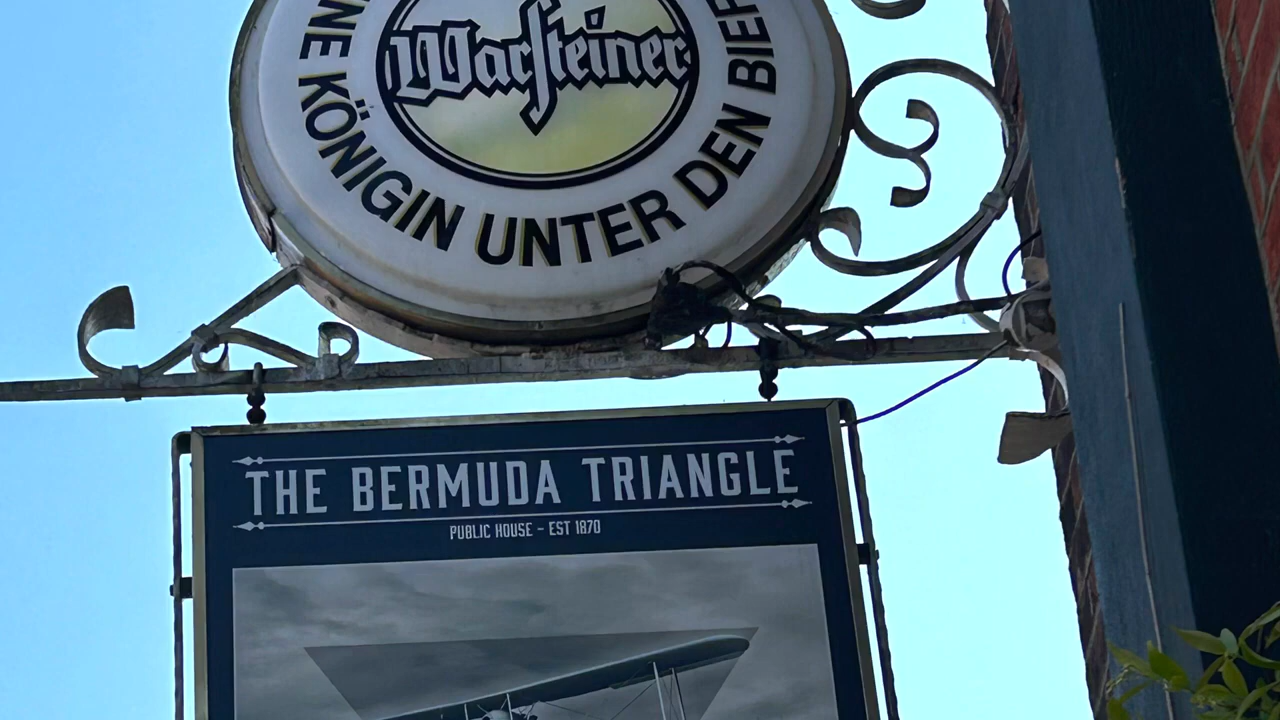 Warsteiner
KÖNIGIN UNTER DEN
THE BERMUDA TRIANGLE
PUBLIC HOUSE - EST 1870